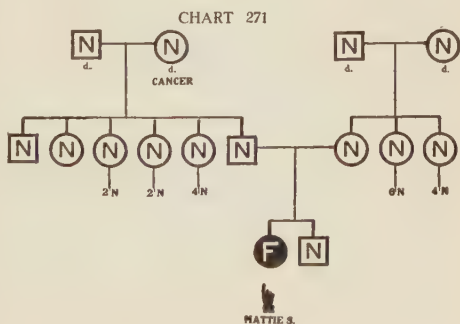 CHART 271
N N N N
d. d. d. d.
CANCER
N N N N N N N N N
2 N 2 N 4 N 6 N 4 N
F N
MATTIE S.